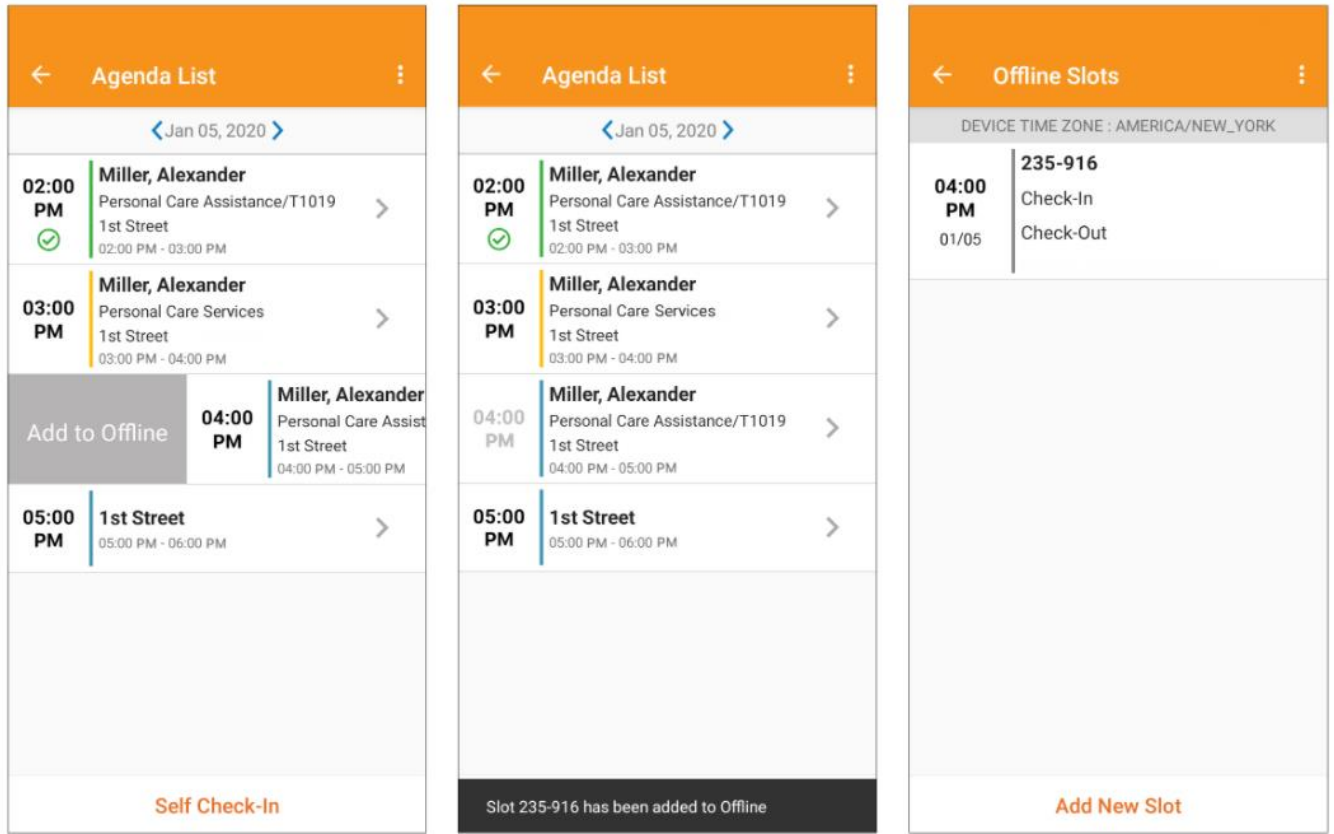 Agenda List
Jan 05, 2020
02:00
PM
Miller, Alexander
Personal Care Assistance/T1019
1st Street
02:00 PM - 03:00 PM
03:00
PM
Miller, Alexander
Personal Care Services
1st Street
03:00 PM - 04:00 PM
Add to Offline
04:00
PM
Miller, Alexander
Personal Care Assist
1st Street
04:00 PM - 05:00 PM
05:00
PM
1st Street
05:00 PM - 06:00 PM
Self Check-In
Agenda List
Jan 05, 2020
02:00
PM
Miller, Alexander
Personal Care Assistance/T1019
1st Street
02:00 PM - 03:00 PM
03:00
PM
Miller, Alexander
Personal Care Services
1st Street
03:00 PM - 04:00 PM
04:00
PM
Miller, Alexander
Personal Care Assistance/T1019
1st Street
04:00 PM - 05:00 PM
05:00
PM
1st Street
05:00 PM - 06:00 PM
Slot 235-916 has been added to Offline
Offline Slots
DEVICE TIME ZONE : AMERICA/NEW_YORK
04:00
PM
01/05
235-916
Check-In
Check-Out
Add New Slot